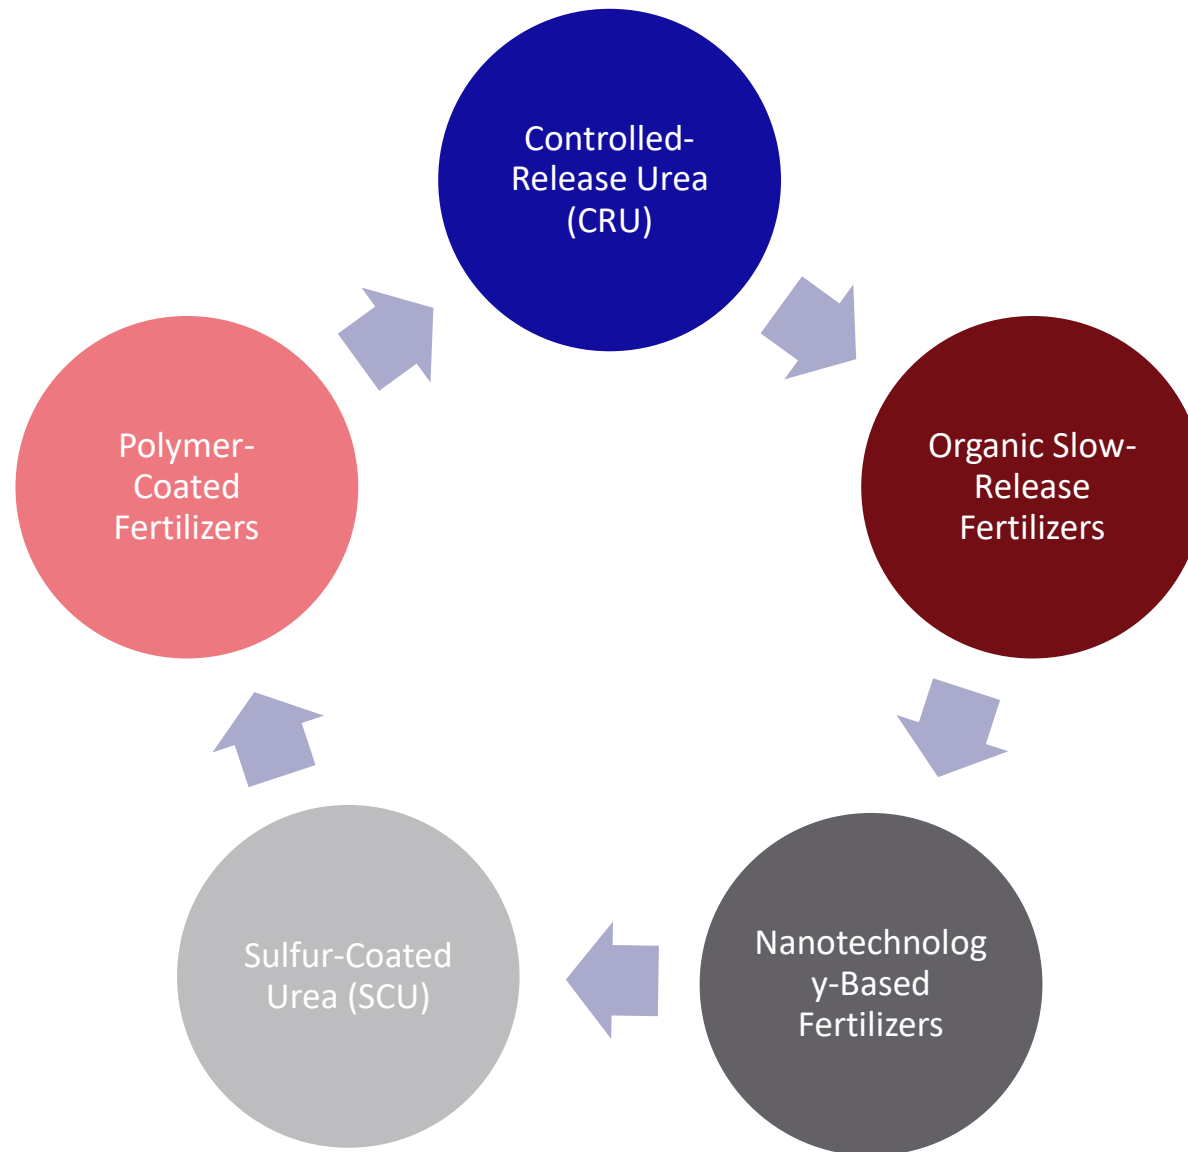 Controlled-
Release Urea
(CRU)
Organic Slow-
Release
Fertilizers
Nanotechnolog
y-Based
Fertilizers
Sulfur-Coated
Urea (SCU)
Polymer-
Coated
Fertilizers